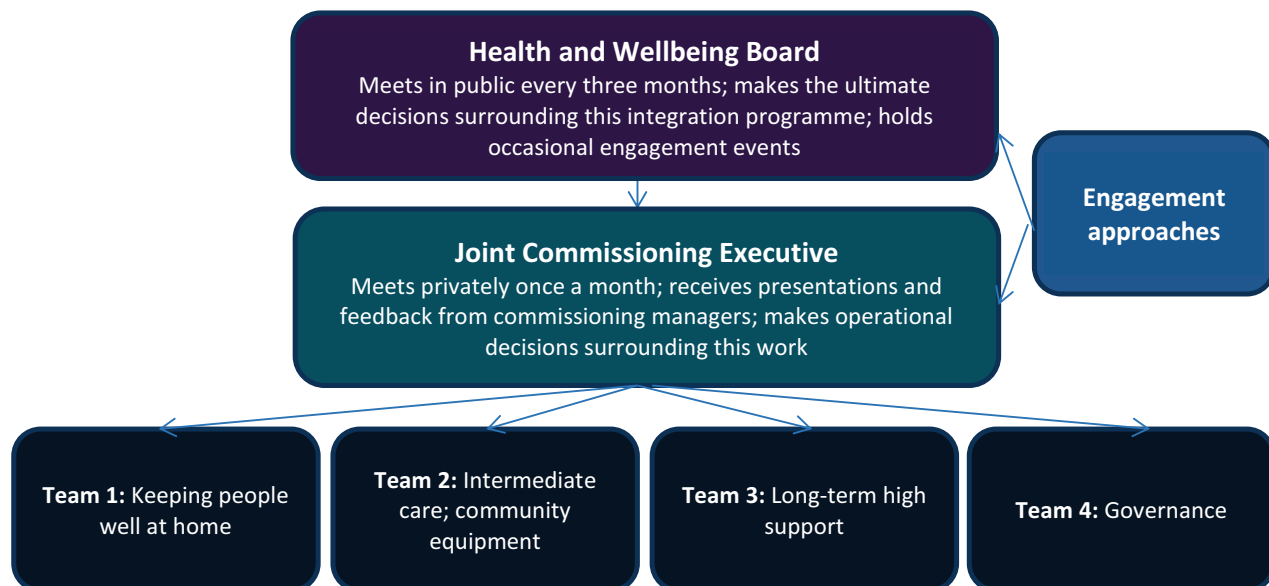 Health and Wellbeing Board
Meets in public every three months; makes the ultimate
decisions surrounding this integration programme; holds
occasional engagement events
Engagement
approaches
Joint Commissioning Executive
Meets privately once a month; receives presentations and
feedback from commissioning managers; makes operational
decisions surrounding this work
Team 1: Keeping people
well at home
Team 2: Intermediate
care; community
equipment
Team 3: Long-term high
support
Team 4: Governance